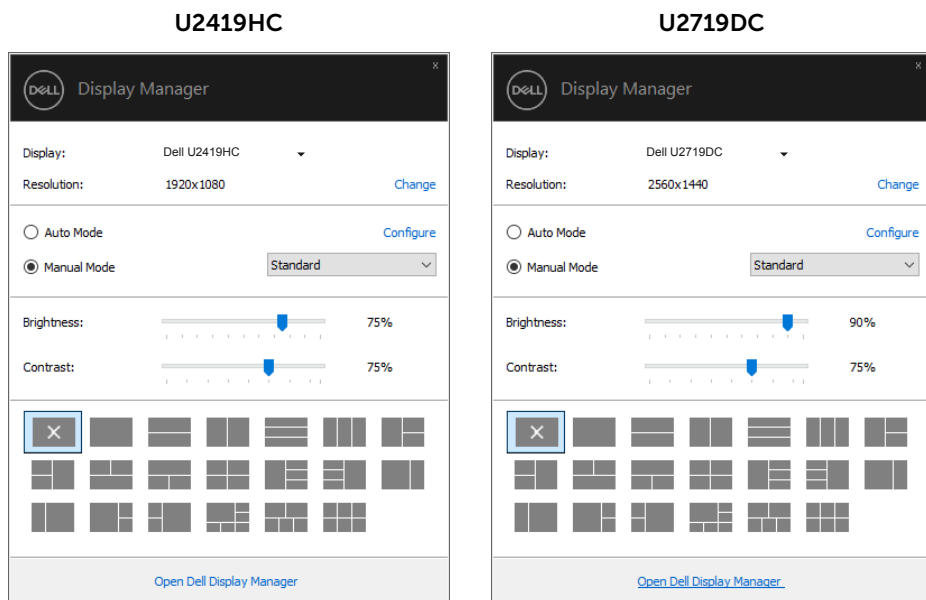 U2419HC
x
DELL
Display Manager
Display:
Dell U2419HC
Resolution:
1920x1080
Change
Auto Mode
Configure
Manual Mode
Standard
Brightness:
75%
Contrast:
75%
Open Dell Display Manager
U2719DC
x
DELL
Display Manager
Display:
Dell U2719DC
Resolution:
2560x1440
Change
Auto Mode
Configure
Manual Mode
Standard
Brightness:
90%
Contrast:
75%
Open Dell Display Manager